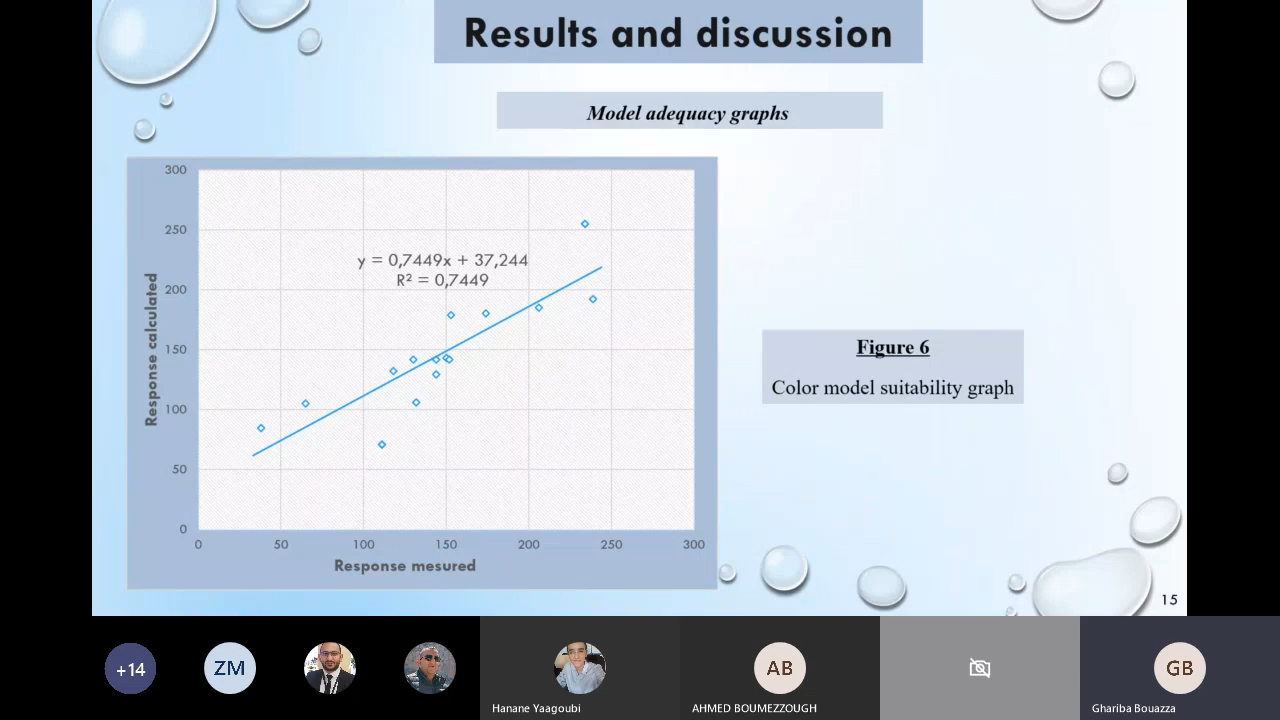 Results and discussion
Model adequacy graphs
300
250
200
150
100
50
0
y = 0,7449x + 37,244
R² = 0,7449
Response calculated
0 50 100 150 200 250 300
Response mesured
Figure 6
Color model suitability graph
15
+14
ZM
Hanane Yaagoubi
AB
AHMED BOUMEZZOUGH
GB
Ghariba Bouazza